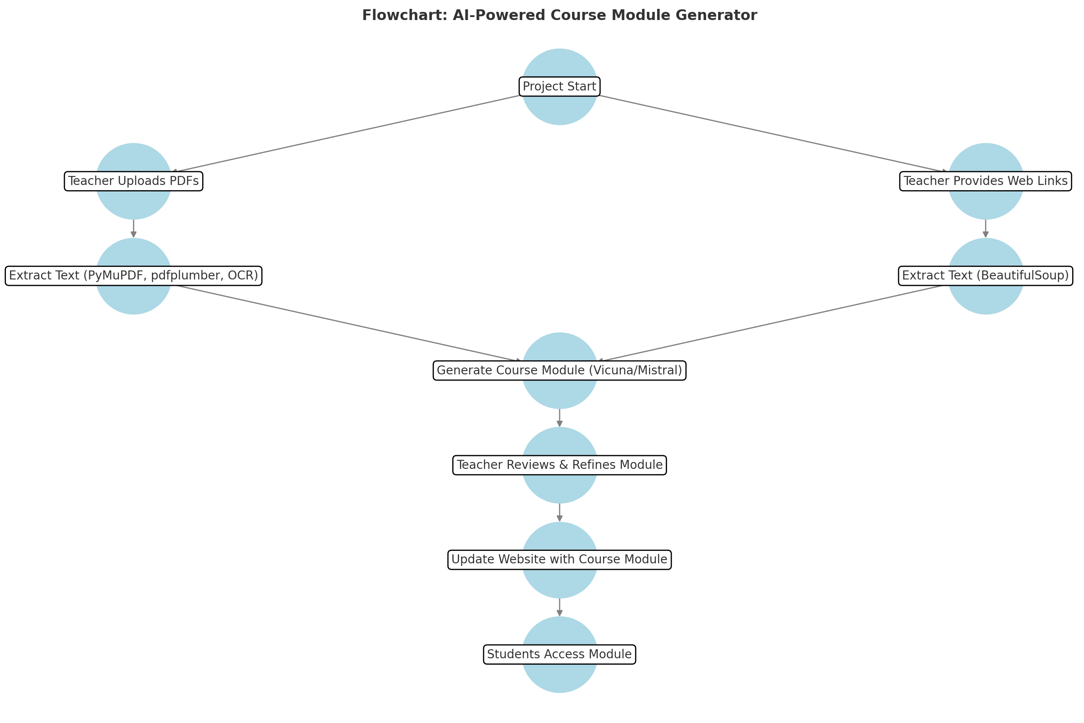 Flowchart: AI-Powered Course Module Generator
Project Start
Teacher Uploads PDFs
Teacher Provides Web Links
Extract Text (PyMuPDF, pdfplumber, OCR)
Extract Text (BeautifulSoup)
Generate Course Module (Vicuna/Mistral)
Teacher Reviews & Refines Module
Update Website with Course Module
Students Access Module